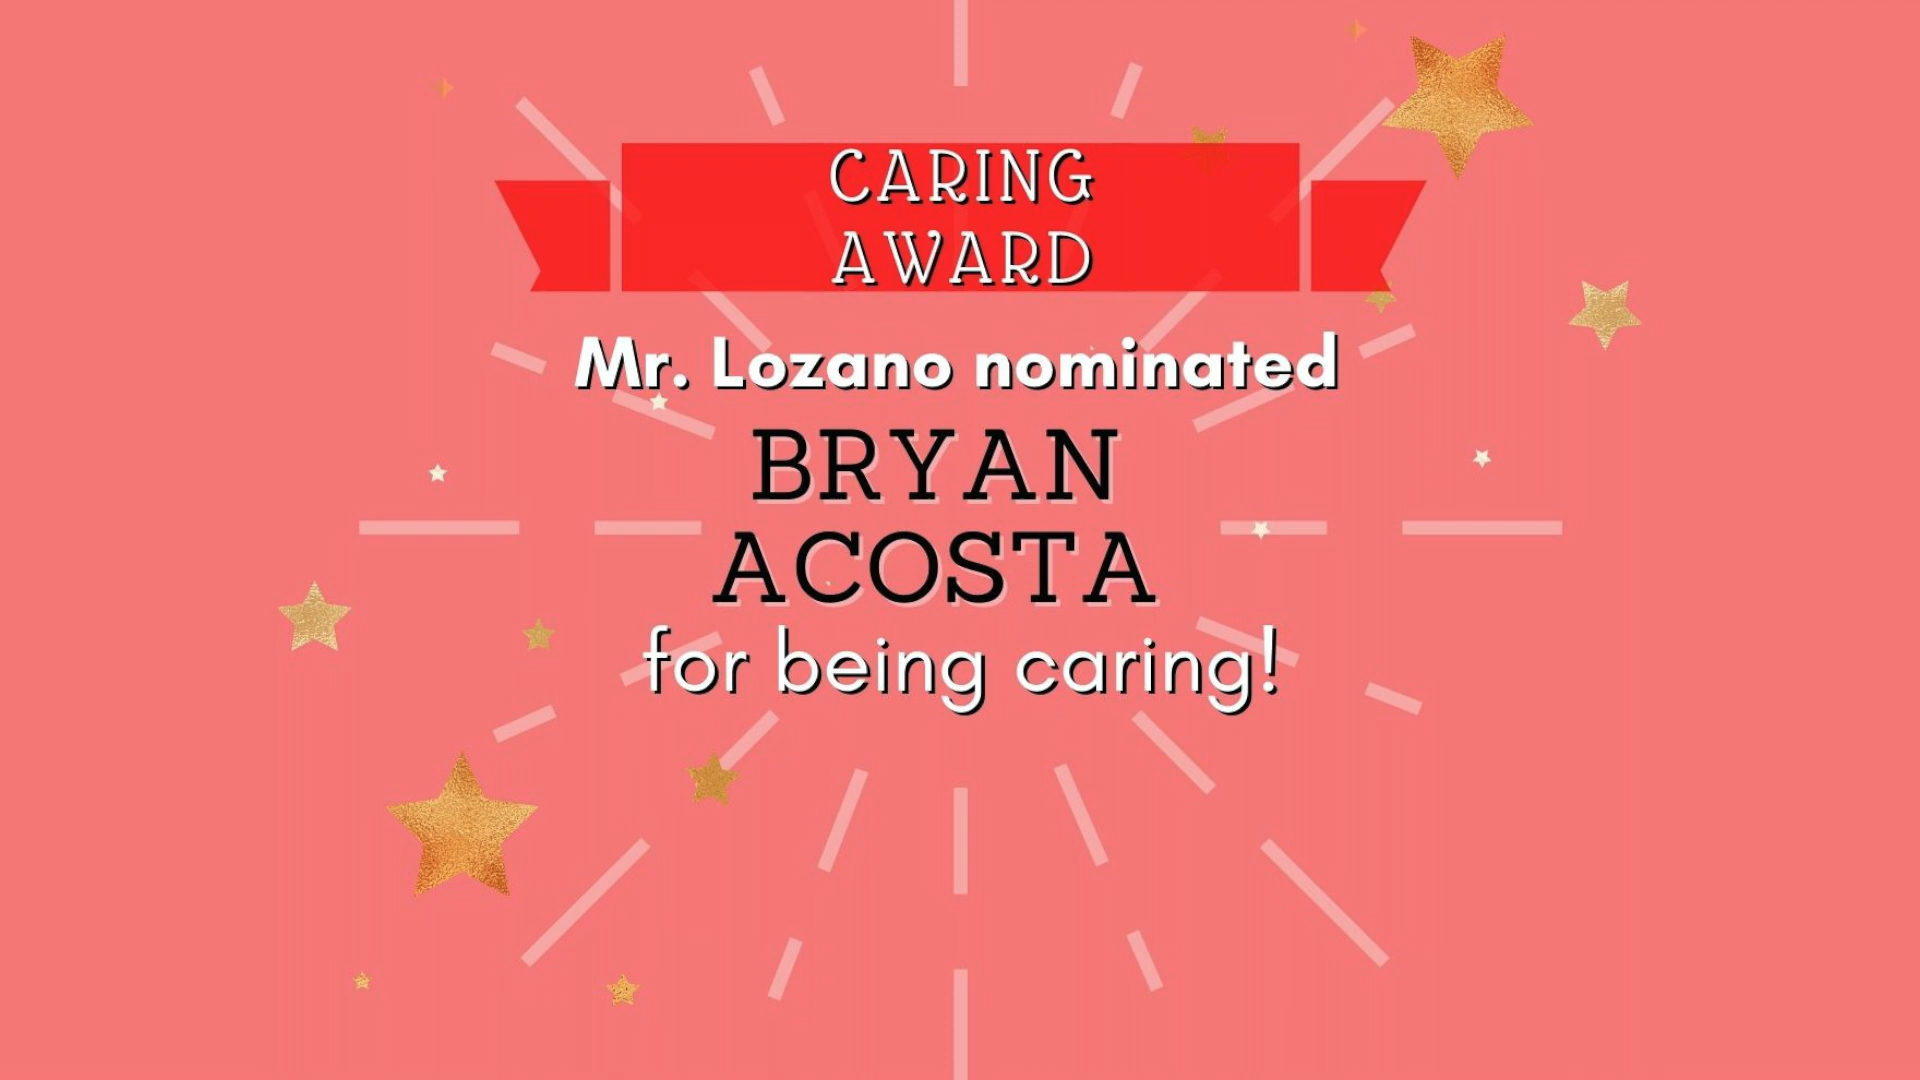 CARING
AWARD
Mr. Lozano nominated
BRYAN
ACOSTA
for being caring!